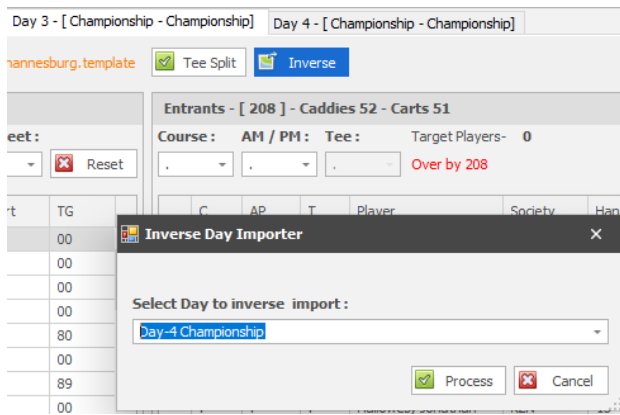 Day 3 - [ Championship - Championship]
Day 4 - [ Championship - Championship]
hannesburg.template
Tee Split
Inverse
Entrants - [ 208 ] - Caddies 52 - Carts 51
eet :
Course :
AM / PM :
Tee :
Target Players-
0
.
.
.
Reset
Over by 208
rt
TG
C
AP
T
Player
Society
Han
00
00
00
00
80
00
89
00
Inverse Day Importer
Select Day to inverse import :
Day-4 Championship
Process
Cancel